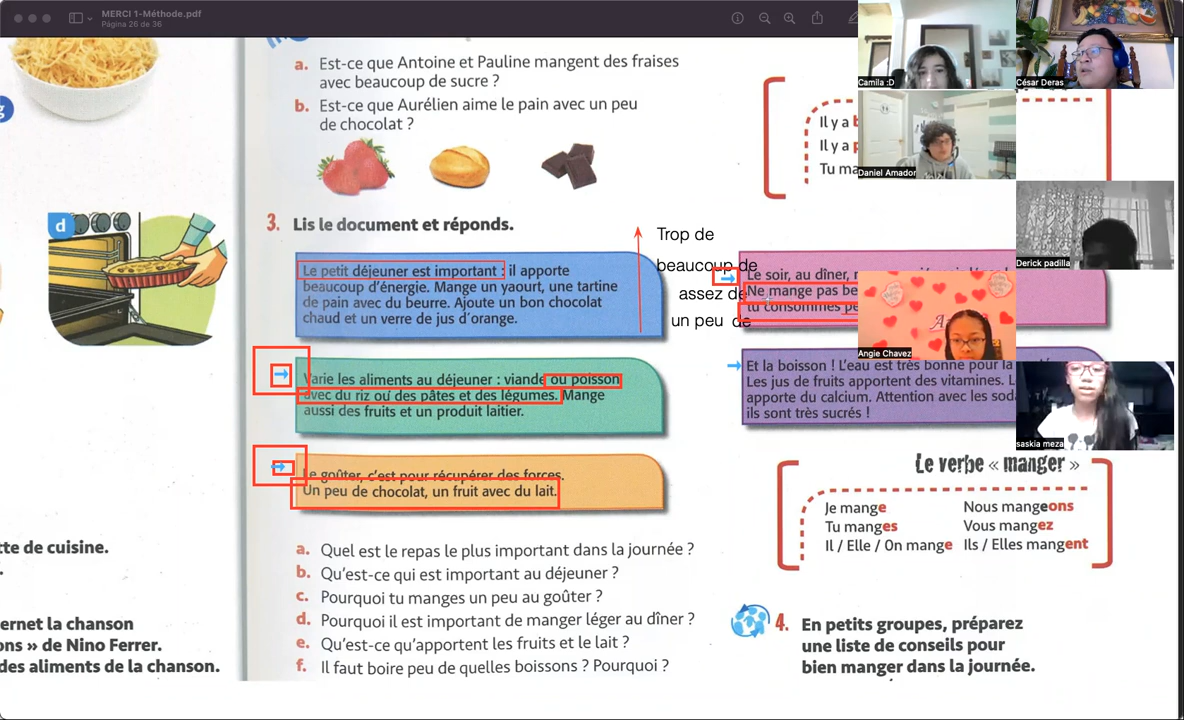 MERCI 1-Méthode.pdf
Página 26 de 36
a. Est-ce que Antoine et Pauline mangent des fraises
avec beaucoup de sucre ?
b. Est-ce que Aurélien aime le pain avec un peu
de chocolat ?
Il y a
Il y a
Tu
d
3. Lis le document et réponds.
Le petit déjeuner est important : il apporte
beaucoup d'énergie. Mange un yaourt, une tartine
de pain avec du beurre. Ajoute un bon chocolat
chaud et un verre de jus d'orange.
Trop de
beaucoup de
assez de
un peu de
Varie les aliments au déjeuner : viande ou poisson
avec du riz ou des pâtes et des légumes. Mange
aussi des fruits et un produit laitier.
Le goûter, c'est pour récupérer des forces.
Un peu de chocolat, un fruit avec du lait.
Le soir, au dîner,
Ne mange pas
tu consommes
Et la boisson ! L'eau est très bonne pour la
Les jus de fruits apportent des vitamines.
apporte du calcium. Attention avec les
ils sont très sucrés !
a. Quel est le repas le plus important dans la journée ?
b. Qu'est-ce qui est important au déjeuner ?
c. Pourquoi tu manges un peu au goûter ?
d. Pourquoi il est important de manger léger au dîner ?
e. Qu'est-ce qu'apportent les fruits et le lait ?
f. Il faut boire peu de quelles boissons ? Pourquoi ?
Le verbe « manger »
Je mange Nous mangeons
Tu manges Vous mangez
Il / Elle / On mange Ils / Elles mangent
4. En petits groupes, préparez
une liste de conseils pour
bien manger dans la journée.
tte de cuisine.
ernet la chanson
ons » de Nino Ferrer.
des aliments de la chanson.
Camila :D
César Deras
Daniel Amador
Derick padilla
Angie Chavez
saskia meza